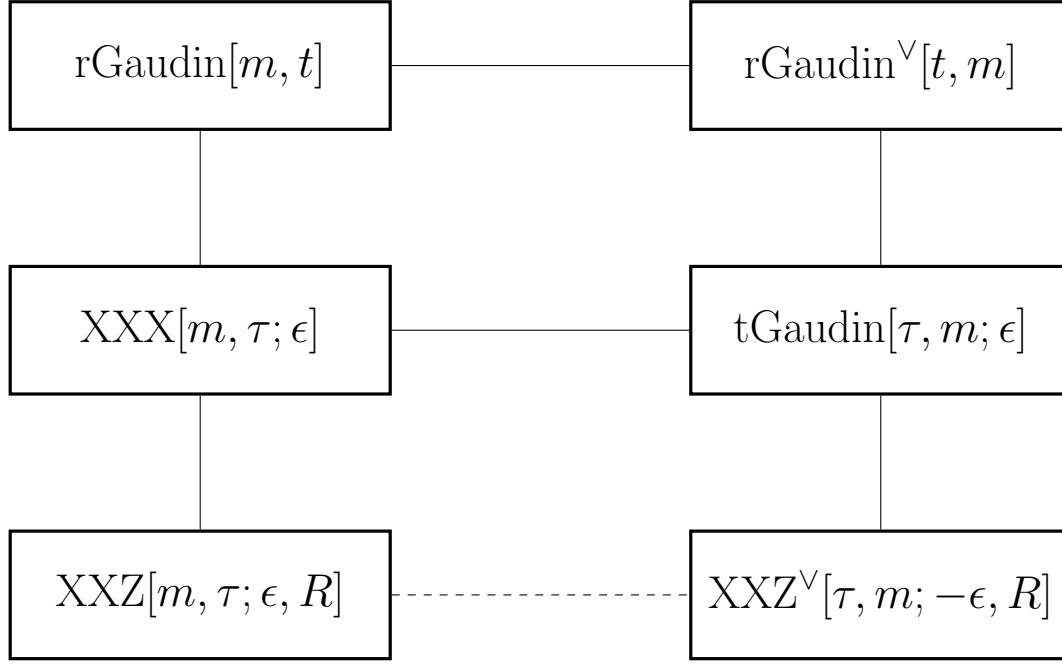 rGaudin[m, t]
rGaudin^∨[t, m]
XXX[m, τ; ϵ]
tGaudin[τ, m; ϵ]
XXZ[m, τ; ϵ, R]
XXZ^∨[τ, m; −ϵ, R]